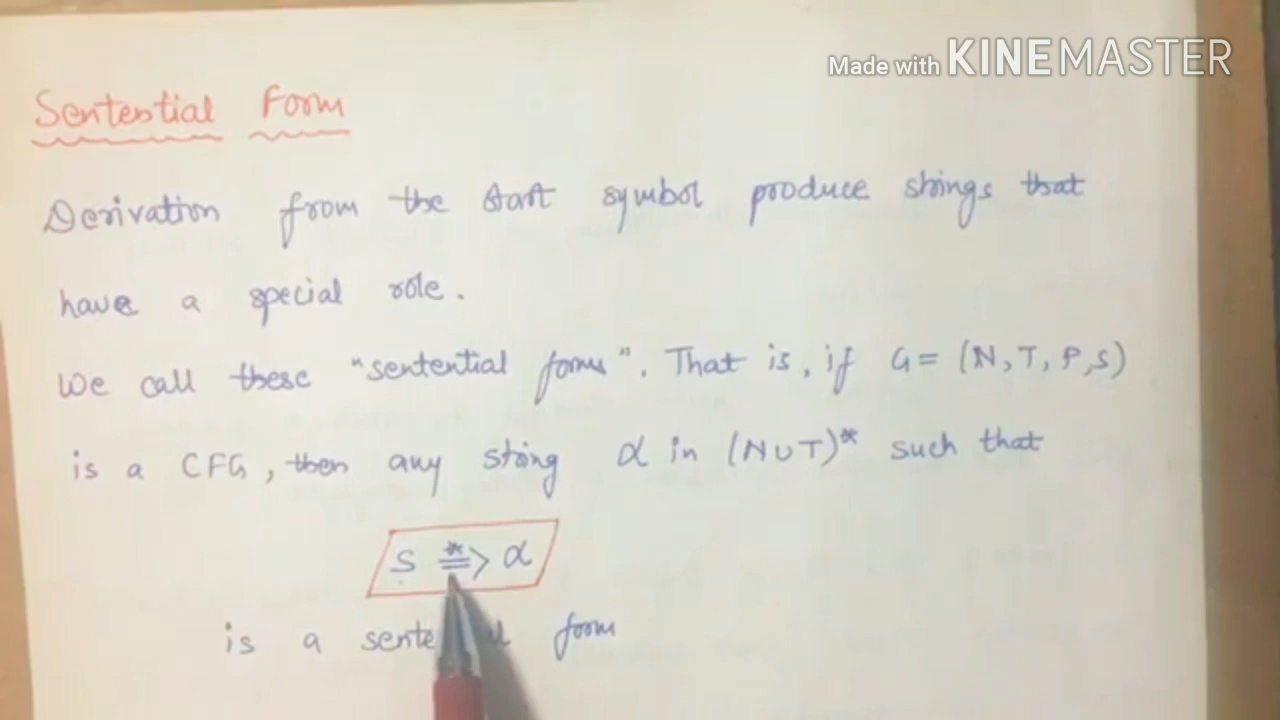 Made with KINEMASTER
Sentential Form
Derivation from the start symbol produce strings that
have a special role.
We call these "sentential forms". That is, if G = (N, T, P, S)
is a CFG, then any string α in (N ∪ T)* such that
S *=> α
is a form